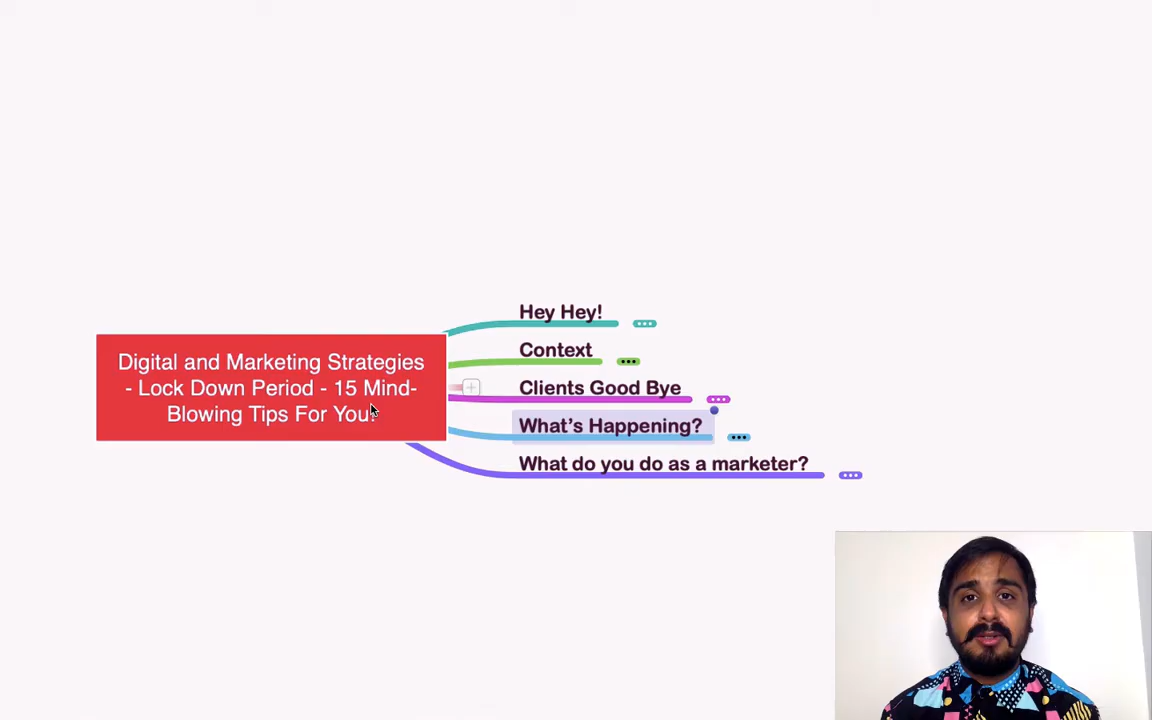 Digital and Marketing Strategies
- Lock Down Period - 15 Mind-
Blowing Tips For You!
Hey Hey!
Context
Clients Good Bye
What's Happening?
What do you do as a marketer?